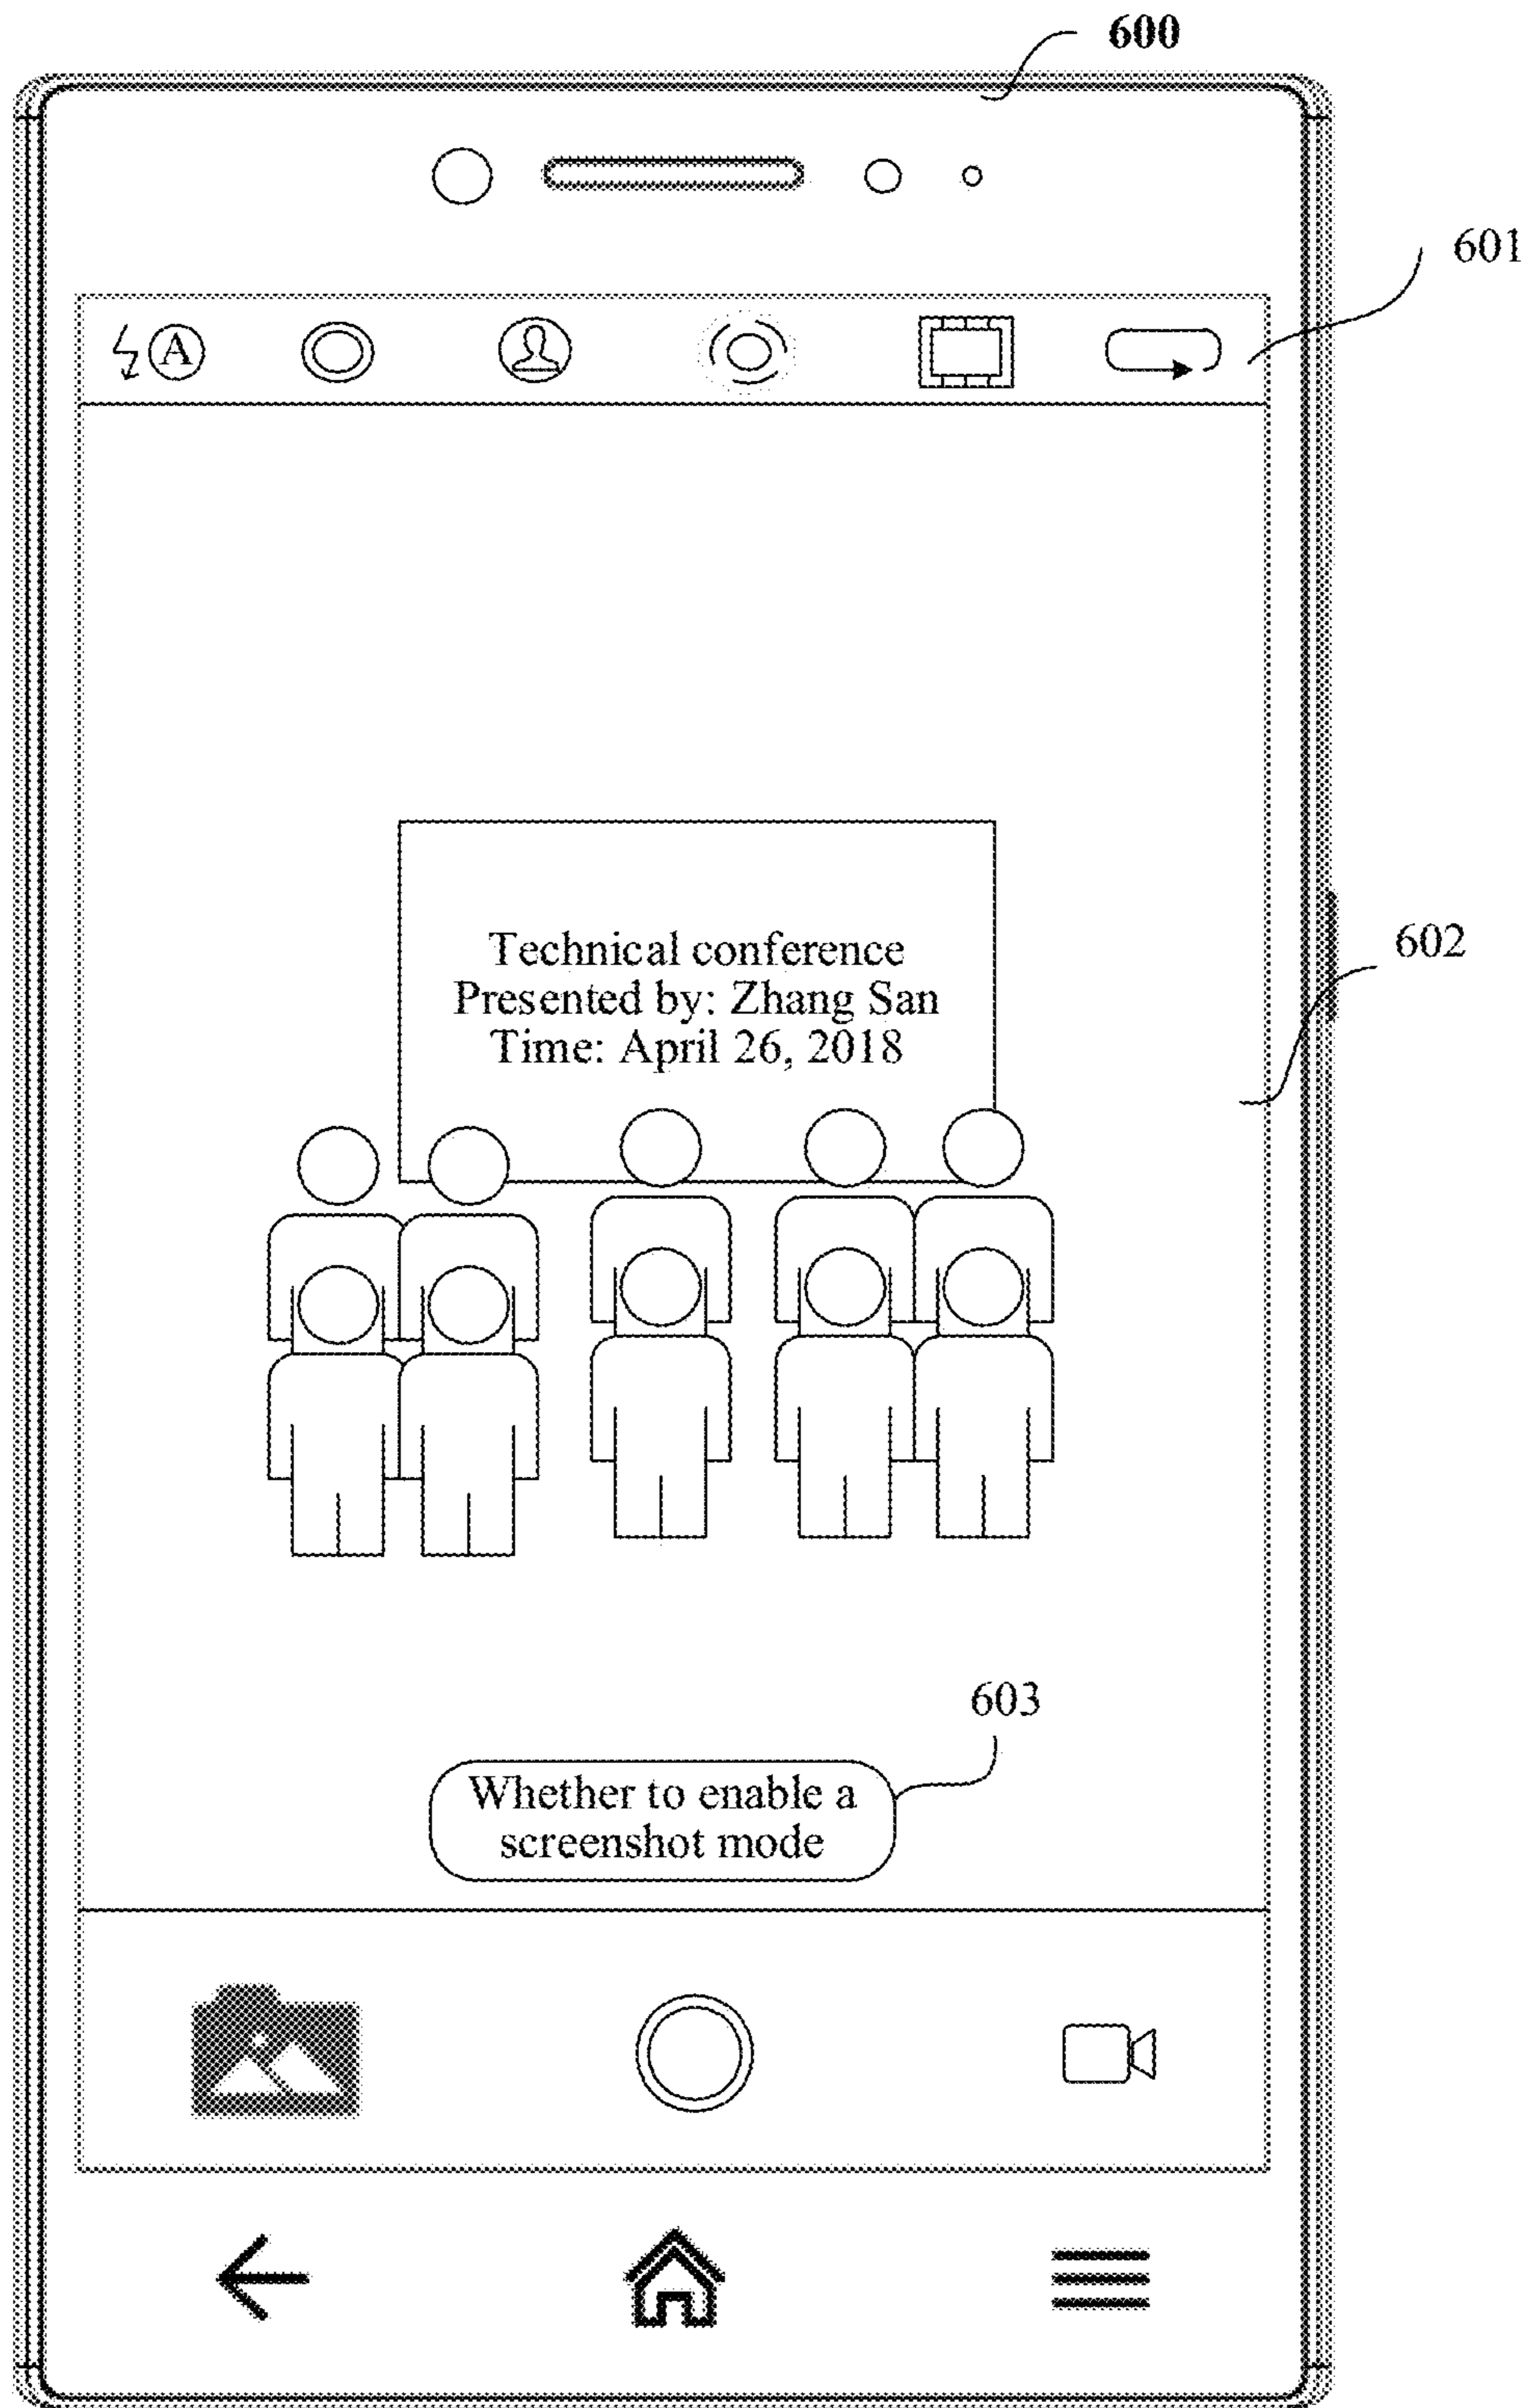 600
601
A
Technical conference
Presented by: Zhang San
Time: April 26, 2018
602
603
Whether to enable a
screenshot mode